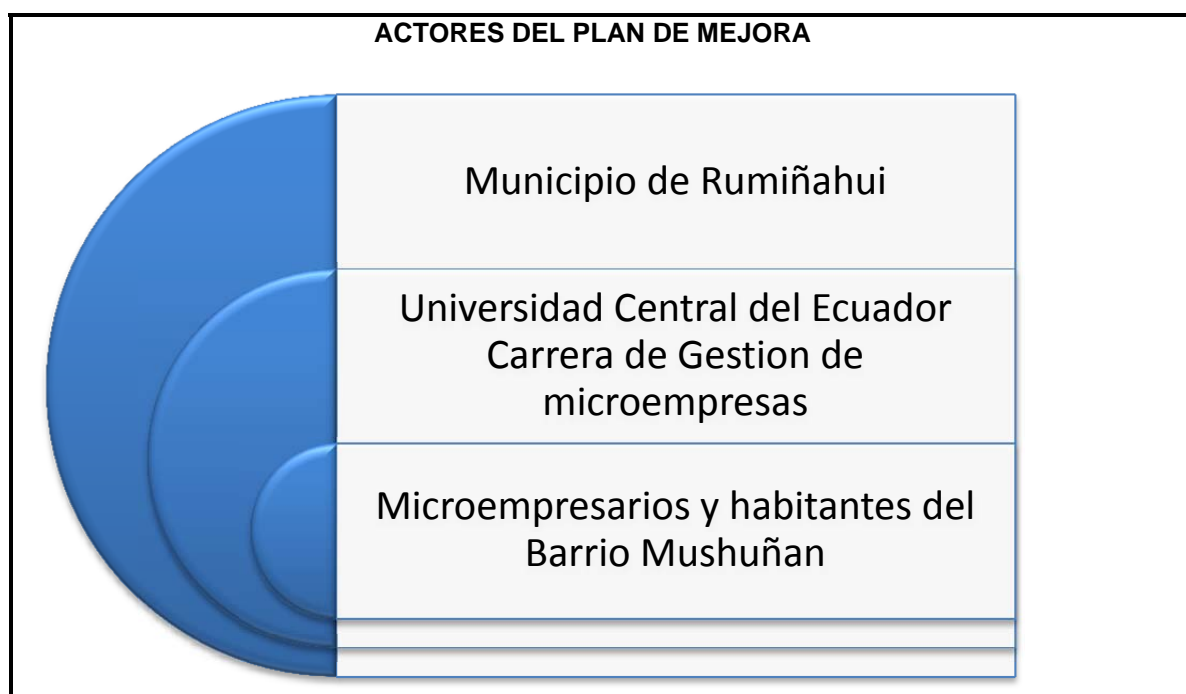 ACTORES DEL PLAN DE MEJORA
Municipio de Rumiñahui
Universidad Central del Ecuador
Carrera de Gestion de
microempresas
Microempresarios y habitantes del
Barrio Mushuñan